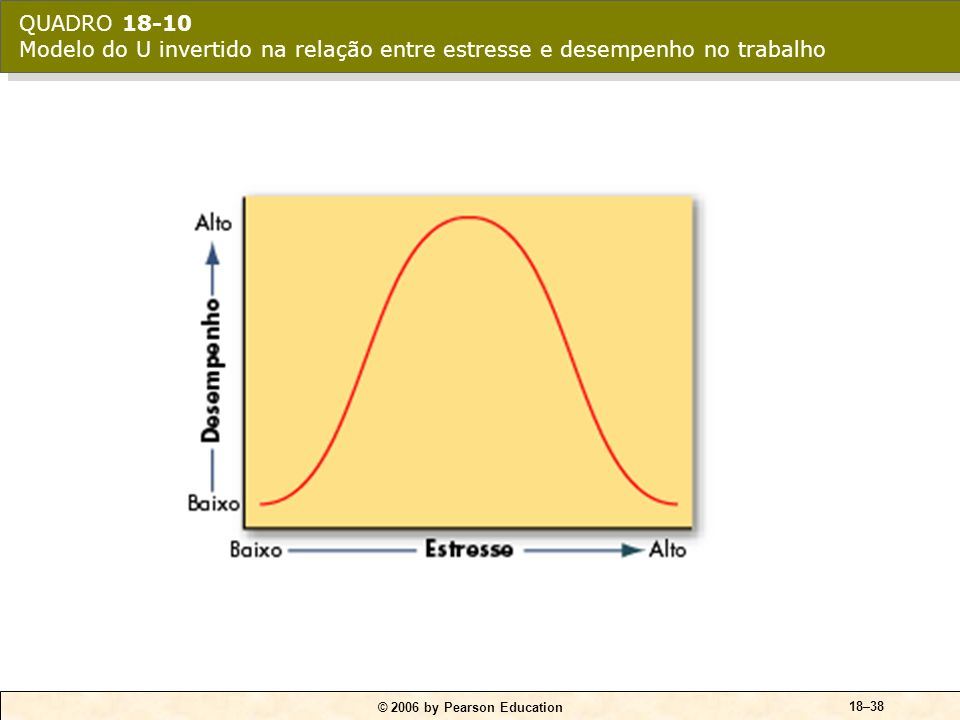 QUADRO 18-10
Modelo do U invertido na relação entre estresse e desempenho no trabalho
Alto
Desempenho
Baixo
Baixo Estresse Alto
© 2006 by Pearson Education
18–38